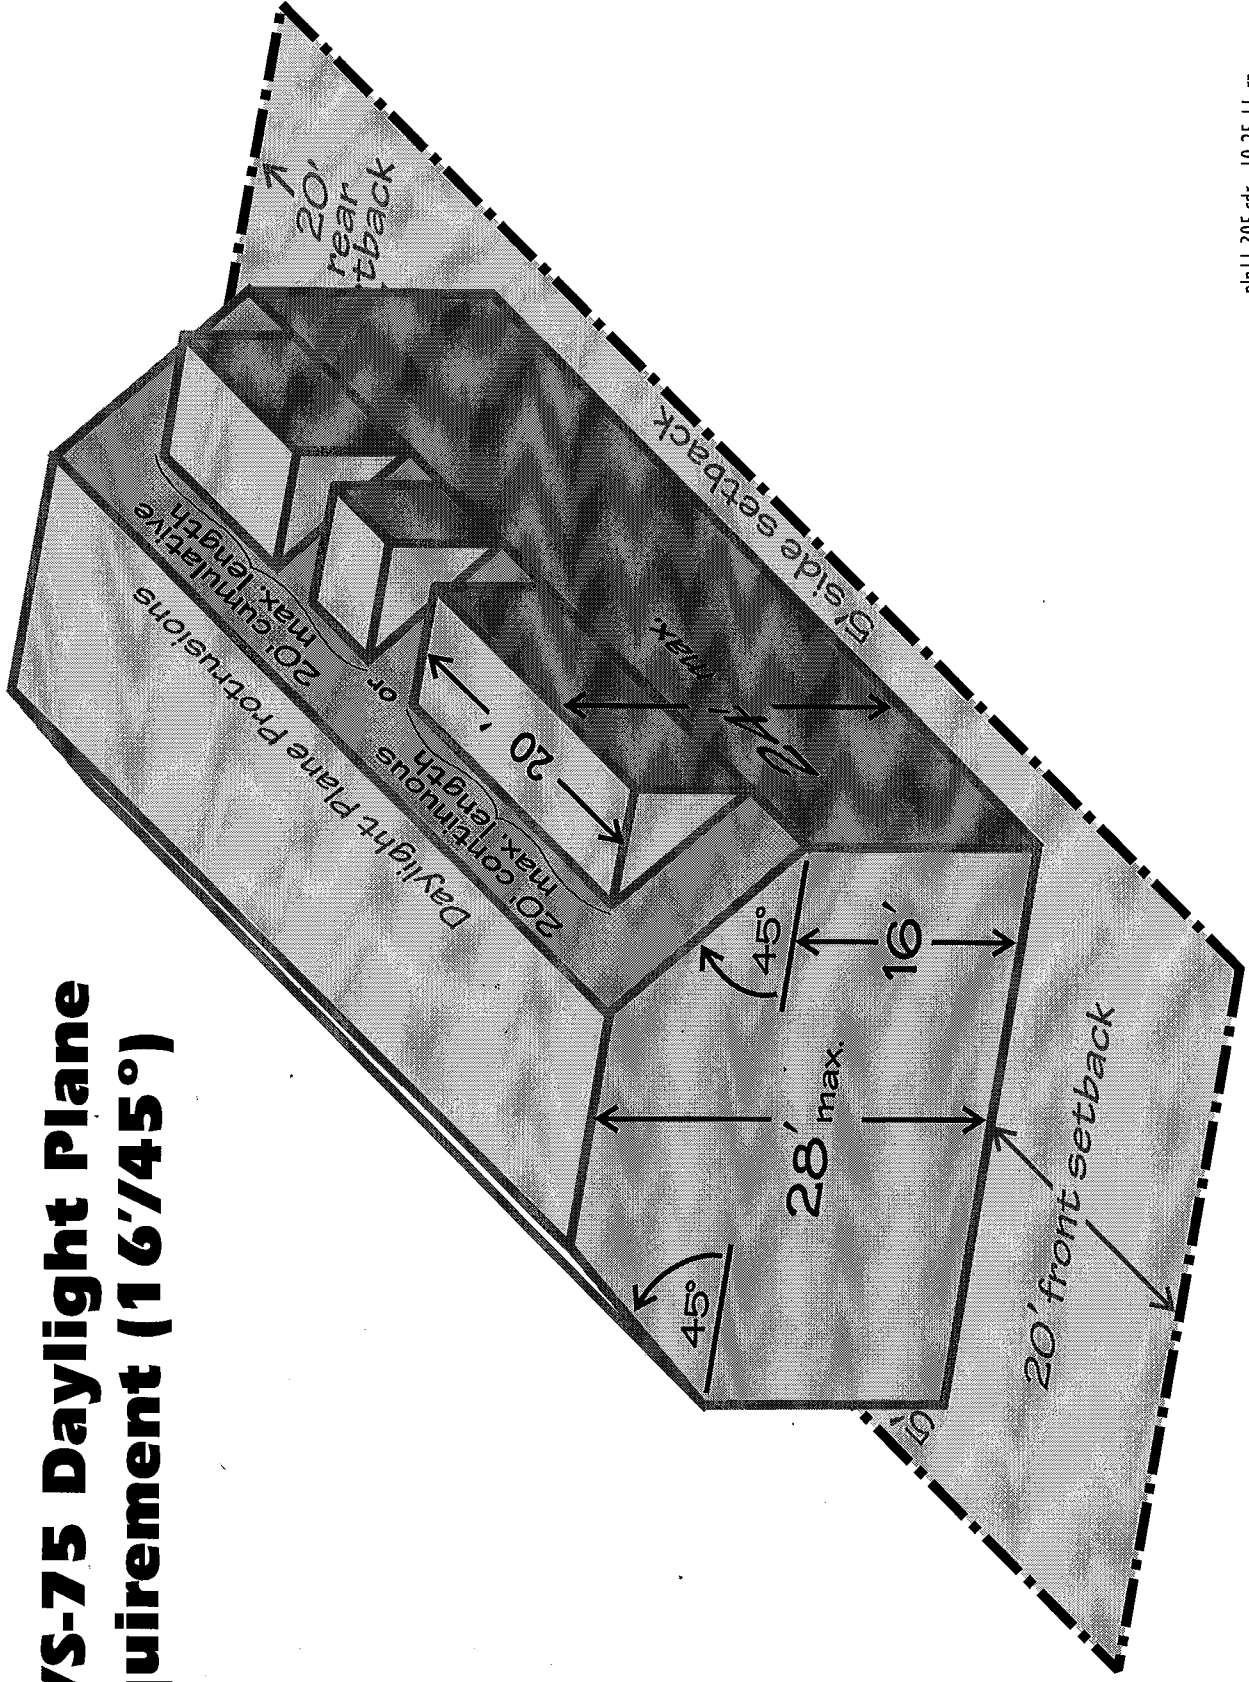 /S-75 Daylight Plane
uirement (16'/45°)
20'
rear
tback
20' cumulative
max. length
or
20' continuous
max. length
Daylight Plane Protrusions
20'
24'
max.
5' side setback
45°
16'
28'
max.
45°
5'
20' front setback